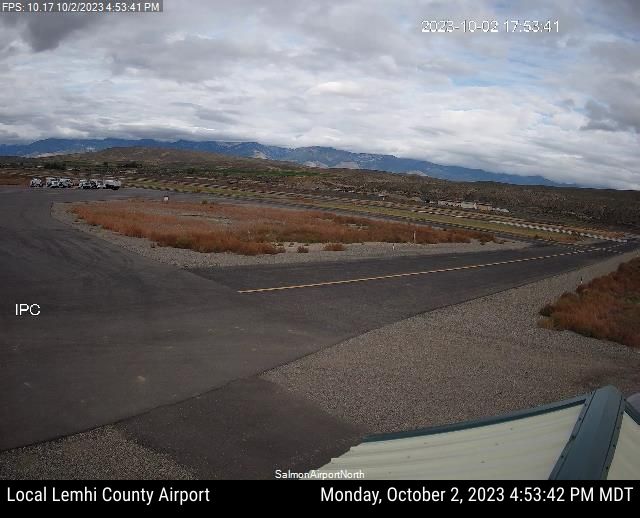 FPS: 10.17 10/2/2023 4:53:41 PM
2023-10-02 17:53:41
IPC
SalmonAirportNorth
Local Lemhi County Airport
Monday, October 2, 2023 4:53:42 PM MDT